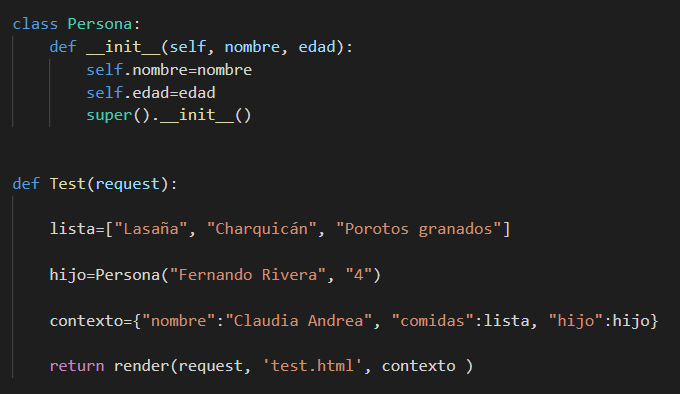 class Persona:
    def __init__(self, nombre, edad):
        self.nombre=nombre
        self.edad=edad
        super().__init__()
def Test(request):
    lista=["Lasaña", "Charquicán", "Porotos granados"]
    hijo=Persona("Fernando Rivera", "4")
    contexto={"nombre":"Claudia Andrea", "comidas":lista, "hijo":hijo}
    return render(request, 'test.html', contexto )